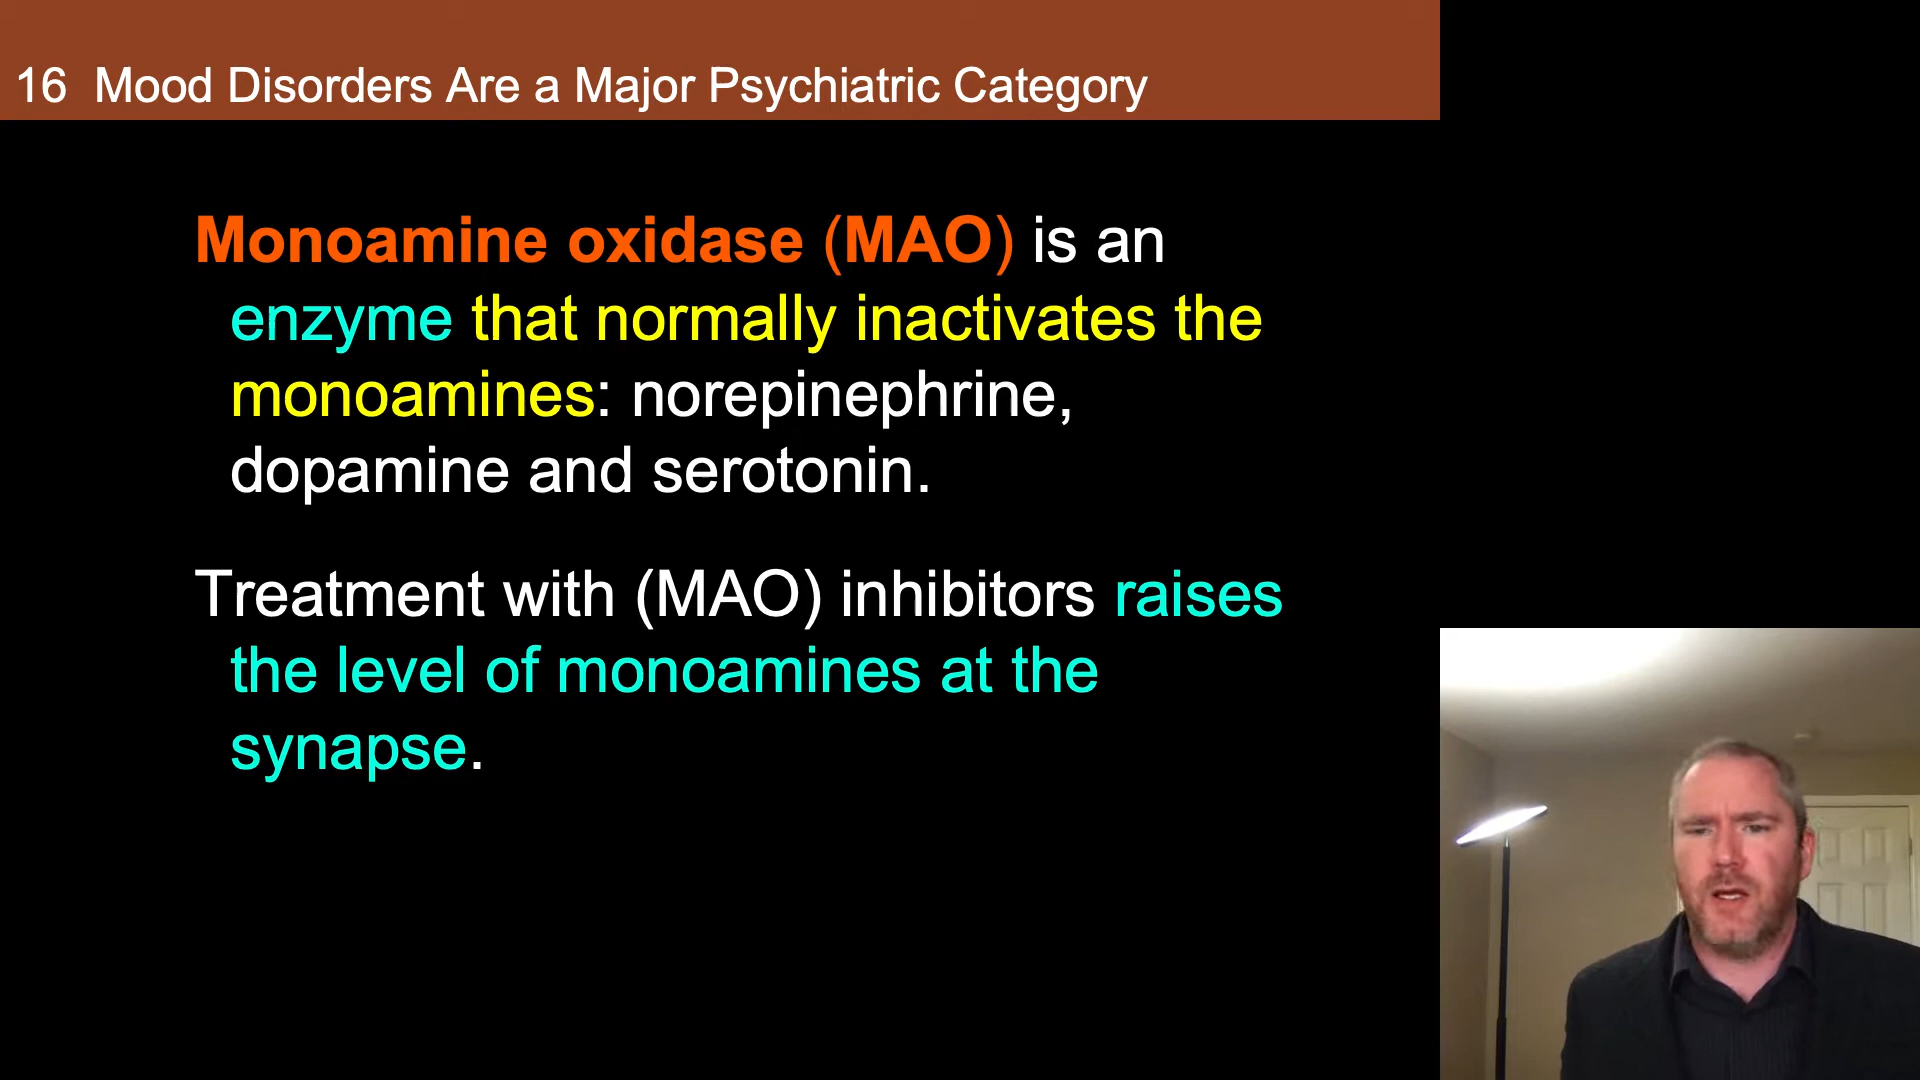 16 Mood Disorders Are a Major Psychiatric Category
Monoamine oxidase (MAO) is an
enzyme that normally inactivates the
monoamines: norepinephrine,
dopamine and serotonin.
Treatment with (MAO) inhibitors raises
the level of monoamines at the
synapse.